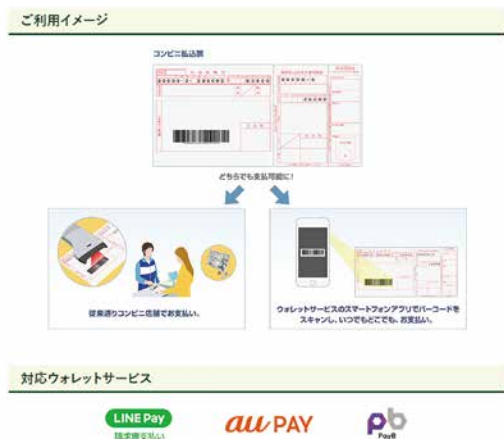 ご利用イメージ
コンビニ払込票
どちらでも支払可能に!
従来通りコンビニ店舗でお支払い。
ウォレットサービスのスマートフォンアプリでバーコードを
スキャンし、いつでもどこでも、お支払い。
対応ウォレットサービス
LINE Pay
請求書支払い
au PAY
pb
PayB